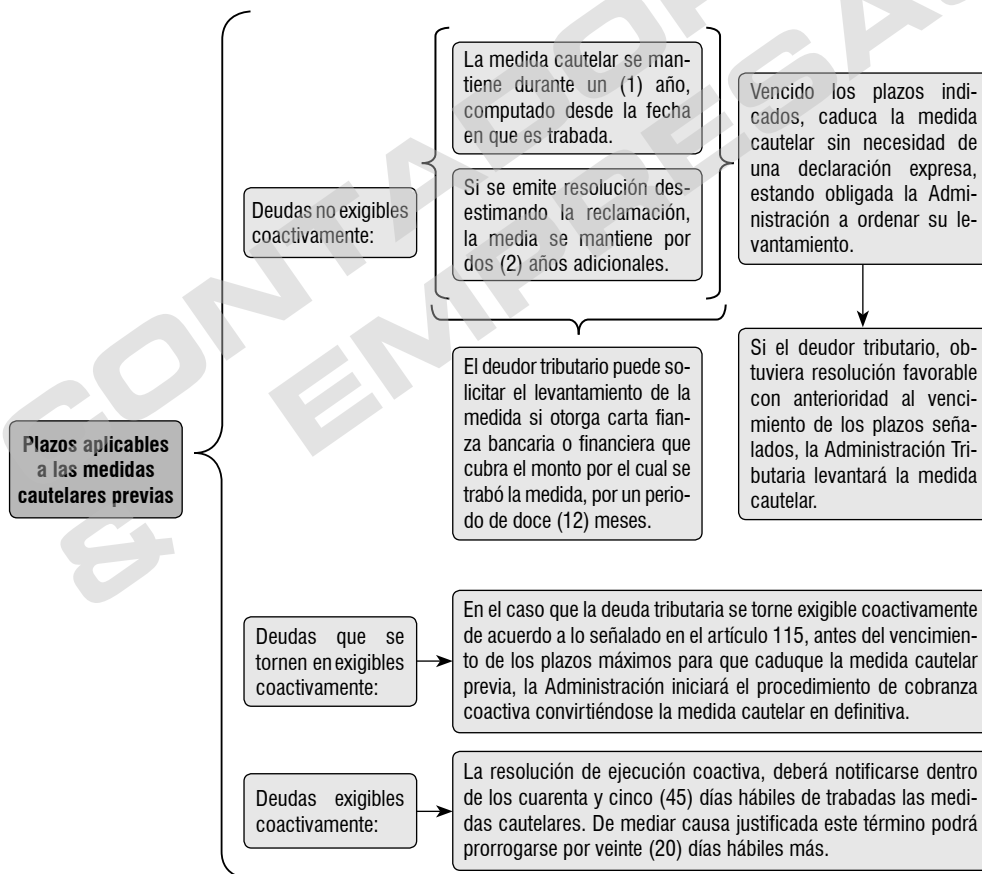 CONTADORES
& EMPRESAS
Plazos aplicables
a las medidas
cautelares previas
Deudas no exigibles
coactivamente:
La medida cautelar se man-
tiene durante un (1) año,
computado desde la fecha
en que es trabada.
Si se emite resolución des-
estimando la reclamación,
la media se mantiene por
dos (2) años adicionales.
Vencido los plazos indi-
cados, caduca la medida
cautelar sin necesidad de
una declaración expresa,
estando obligada la Admi-
nistración a ordenar su le-
vantamiento.
El deudor tributario puede so-
licitar el levantamiento de la
medida si otorga carta fian-
za bancaria o financiera que
cubra el monto por el cual se
trabó la medida, por un perio-
do de doce (12) meses.
Si el deudor tributario, ob-
tuviera resolución favorable
con anterioridad al venci-
miento de los plazos seña-
lados, la Administración Tri-
butaria levantará la medida
cautelar.
Deudas que se
tornen en exigibles
coactivamente:
En el caso que la deuda tributaria se torne exigible coactivamente
de acuerdo a lo señalado en el artículo 115, antes del vencimien-
to de los plazos máximos para que caduque la medida cautelar
previa, la Administración iniciará el procedimiento de cobranza
coactiva convirtiéndose la medida cautelar en definitiva.
Deudas exigibles
coactivamente:
La resolución de ejecución coactiva, deberá notificarse dentro
de los cuarenta y cinco (45) días hábiles de trabadas las medi-
das cautelares. De mediar causa justificada este término podrá
prorrogarse por veinte (20) días hábiles más.